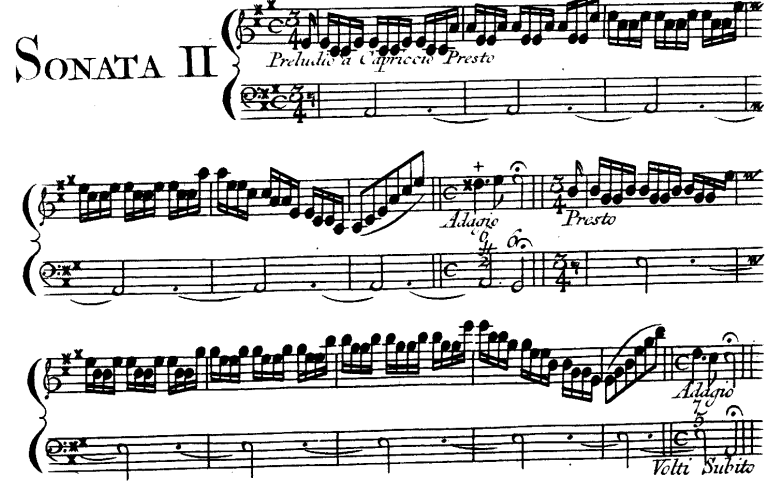 SONATA II
Preludio a Capriccio Presto
Adagio
Presto
Adagio
Volti Subito